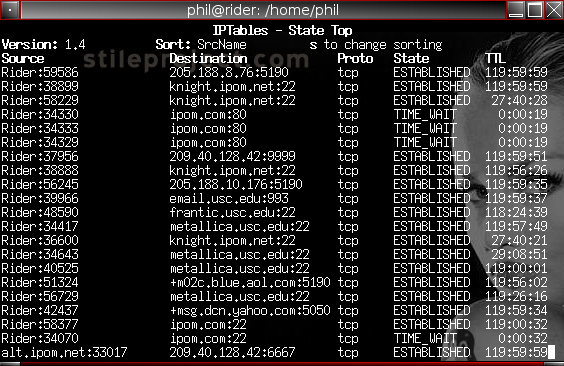 phil@rider: /home/phil
IPTables - State Top
Version: 1.4 Sort: SrcName s to change sorting
Source Destination Proto State TTL
Rider:59586 205.188.8.76:5190 tcp ESTABLISHED 119:59:59
Rider:38899 knight.ipom.net:22 tcp ESTABLISHED 119:59:59
Rider:58229 knight.ipom.net:22 tcp ESTABLISHED 27:40:28
Rider:34330 ipom.com:80 tcp TIME_WAIT 0:00:19
Rider:34333 ipom.com:80 tcp TIME_WAIT 0:00:19
Rider:34329 ipom.com:80 tcp TIME_WAIT 0:00:19
Rider:37956 209.40.128.42:9999 tcp ESTABLISHED 119:59:51
Rider:38888 knight.ipom.net:22 tcp ESTABLISHED 119:56:26
Rider:56245 205.188.10.176:5190 tcp ESTABLISHED 119:59:35
Rider:39966 email.usc.edu:993 tcp ESTABLISHED 119:59:37
Rider:48590 frantic.usc.edu:22 tcp ESTABLISHED 118:24:39
Rider:34417 metallica.usc.edu:22 tcp ESTABLISHED 119:57:49
Rider:36600 knight.ipom.net:22 tcp ESTABLISHED 27:40:21
Rider:34643 metallica.usc.edu:22 tcp ESTABLISHED 29:08:51
Rider:40525 metallica.usc.edu:22 tcp ESTABLISHED 119:00:01
Rider:51324 +m02c.blue.aol.com:5190 tcp ESTABLISHED 119:56:02
Rider:56729 metallica.usc.edu:22 tcp ESTABLISHED 119:26:16
Rider:42437 +msg.dcn.yahoo.com:5050 tcp ESTABLISHED 119:59:34
Rider:58377 ipom.com:22 tcp ESTABLISHED 0:00:32
Rider:34070 ipom.com:22 tcp TIME_WAIT 0:00:32
alt.ipom.net:33017 209.40.128.42:6667 tcp ESTABLISHED 119:59:59